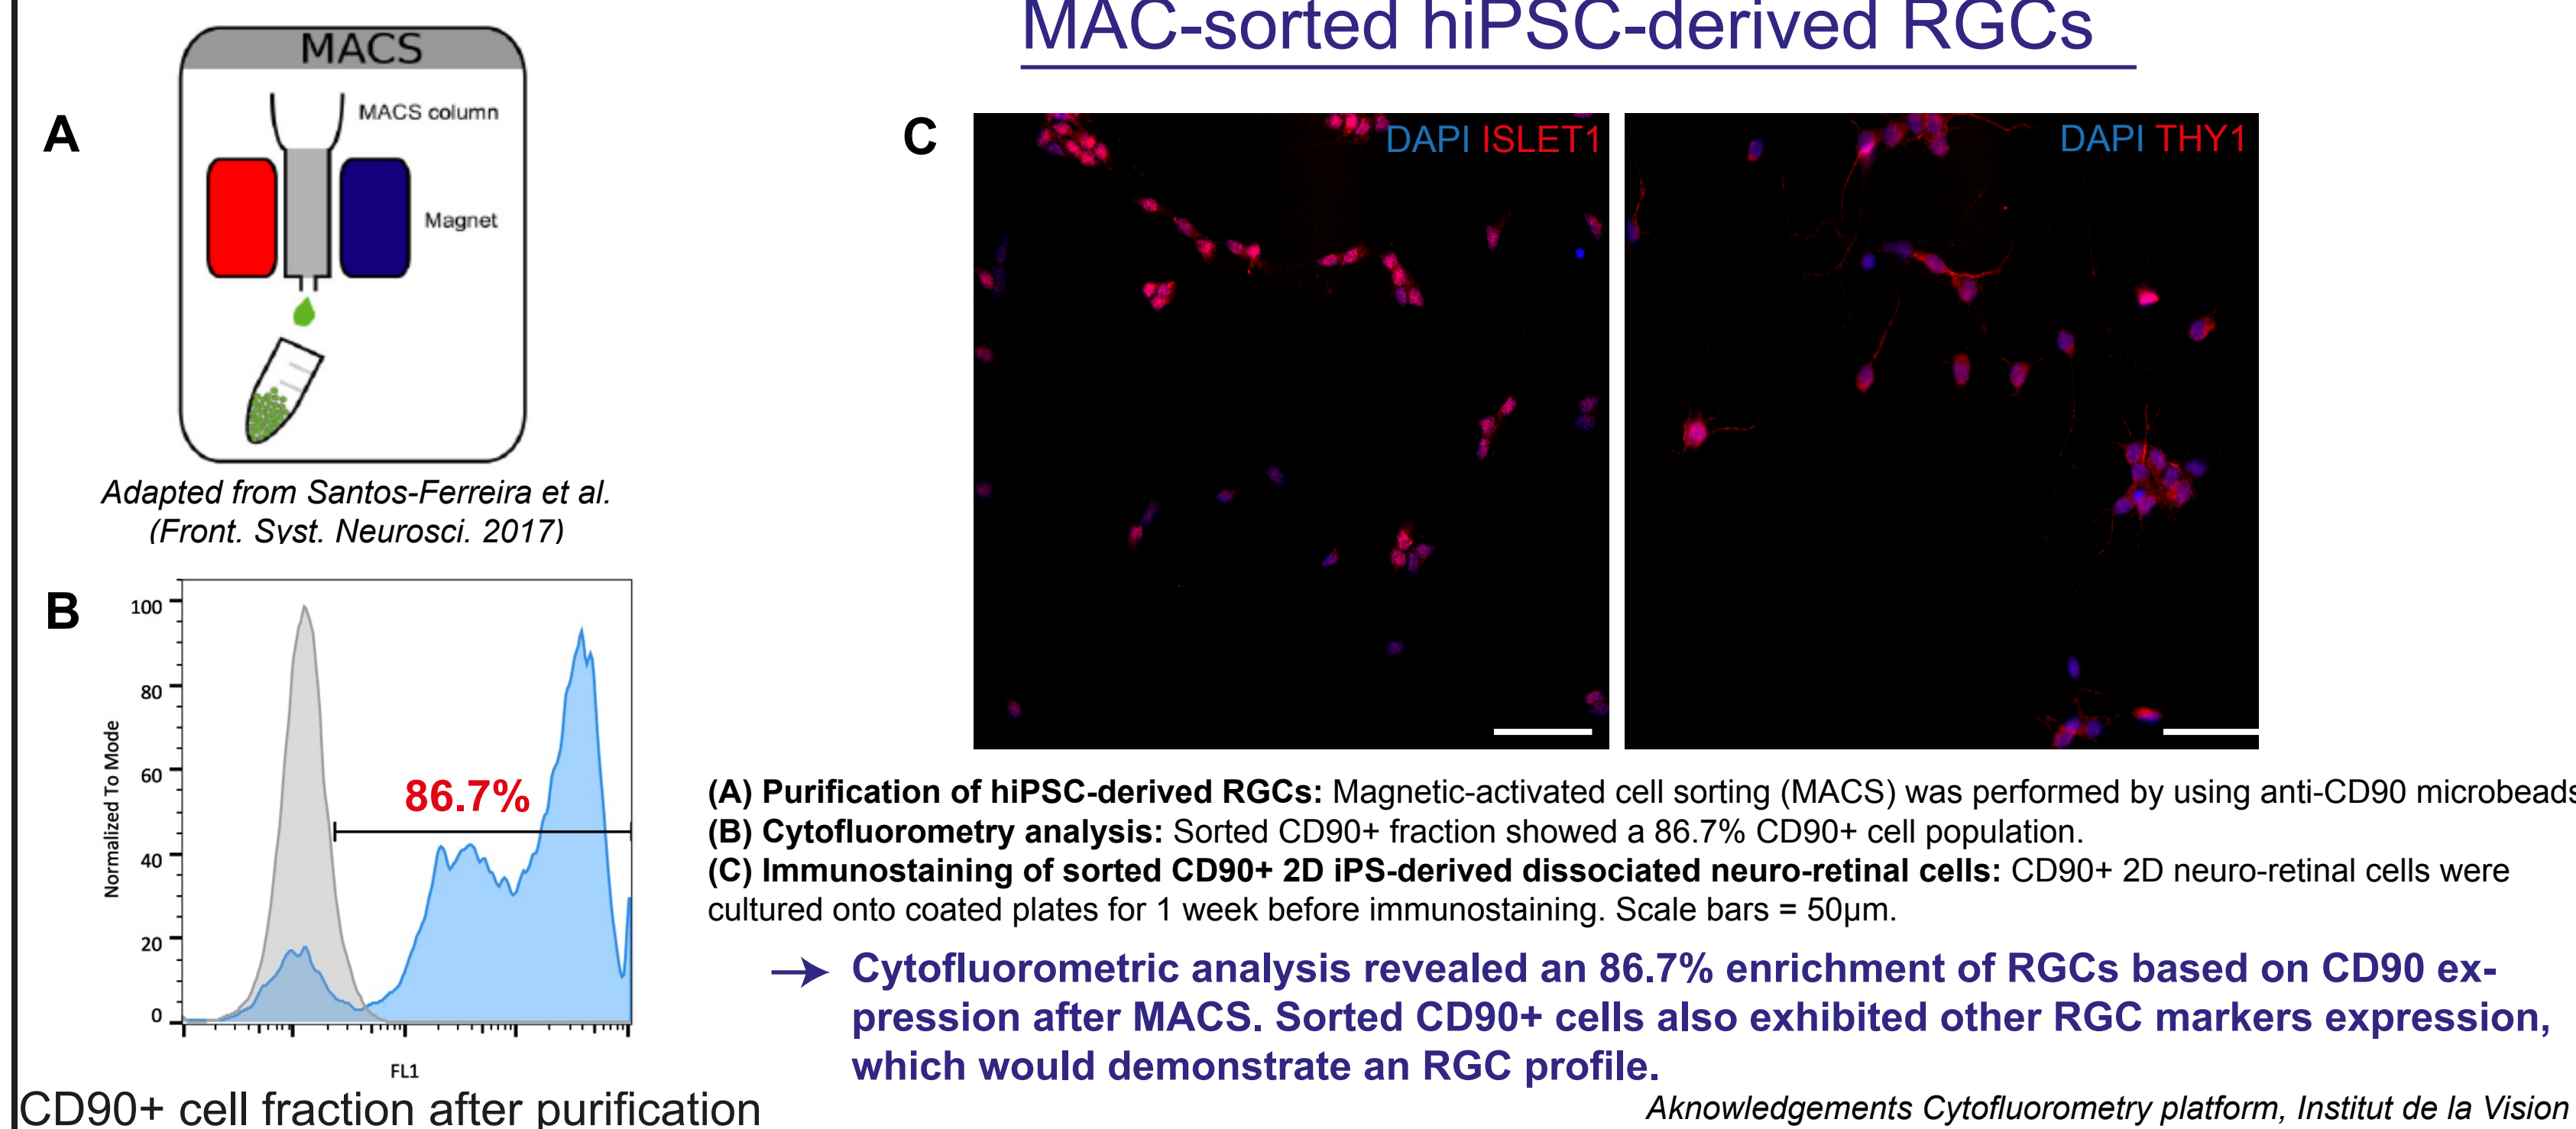 MAC-sorted hiPSC-derived RGCs
A
MACS
MACS column
Magnet
Adapted from Santos-Ferreira et al.
(Front. Syst. Neurosci. 2017)
B
100
80
60
40
20
0
Normalized To Mode
86.7%
FL1
CD90+ cell fraction after purification
C
DAPI ISLET1
DAPI THY1
(A) Purification of hiPSC-derived RGCs: Magnetic-activated cell sorting (MACS) was performed by using anti-CD90 microbeads
(B) Cytofluorometry analysis: Sorted CD90+ fraction showed a 86.7% CD90+ cell population.
(C) Immunostaining of sorted CD90+ 2D iPS-derived dissociated neuro-retinal cells: CD90+ 2D neuro-retinal cells were
cultured onto coated plates for 1 week before immunostaining. Scale bars = 50µm.
→ Cytofluorometric analysis revealed an 86.7% enrichment of RGCs based on CD90 ex-
pression after MACS. Sorted CD90+ cells also exhibited other RGC markers expression,
which would demonstrate an RGC profile.
Aknowledgements Cytofluorometry platform, Institut de la Vision